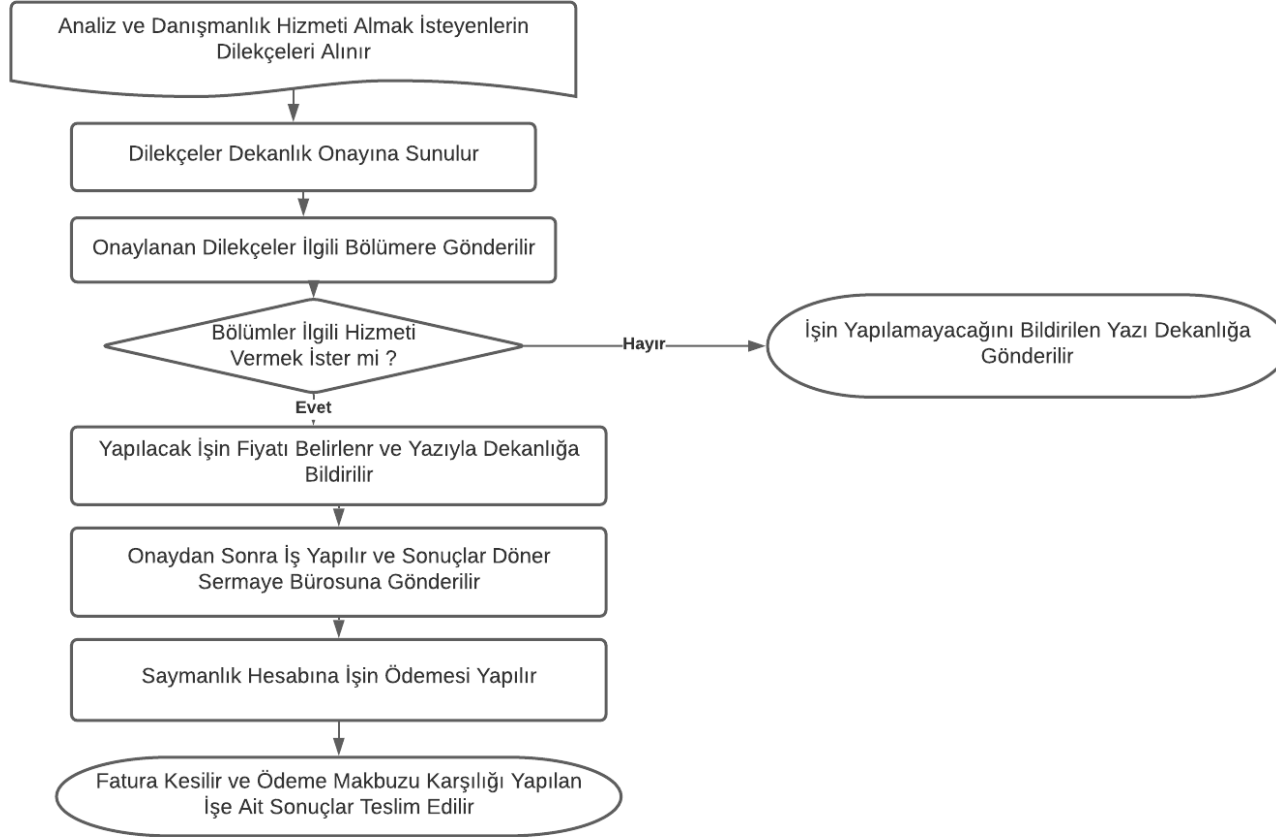 Analiz ve Danışmanlık Hizmeti Almak İsteyenlerin
Dilekçeleri Alınır
Dilekçeler Dekanlık Onayına Sunulur
Onaylanan Dilekçeler İlgili Bölümere Gönderilir
Bölümler İlgili Hizmeti
Vermek İster mi ?
Hayır
İşin Yapılamayacağını Bildirilen Yazı Dekanlığa
Gönderilir
Evet
Yapılacak İşin Fiyatı Belirlenr ve Yazıyla Dekanlığa
Bildirilir
Onaydan Sonra İş Yapılır ve Sonuçlar Döner
Sermaye Bürosuna Gönderilir
Saymanlık Hesabına İşin Ödemesi Yapılır
Fatura Kesilir ve Ödeme Makbuzu Karşılığı Yapılan
İşe Ait Sonuçlar Teslim Edilir